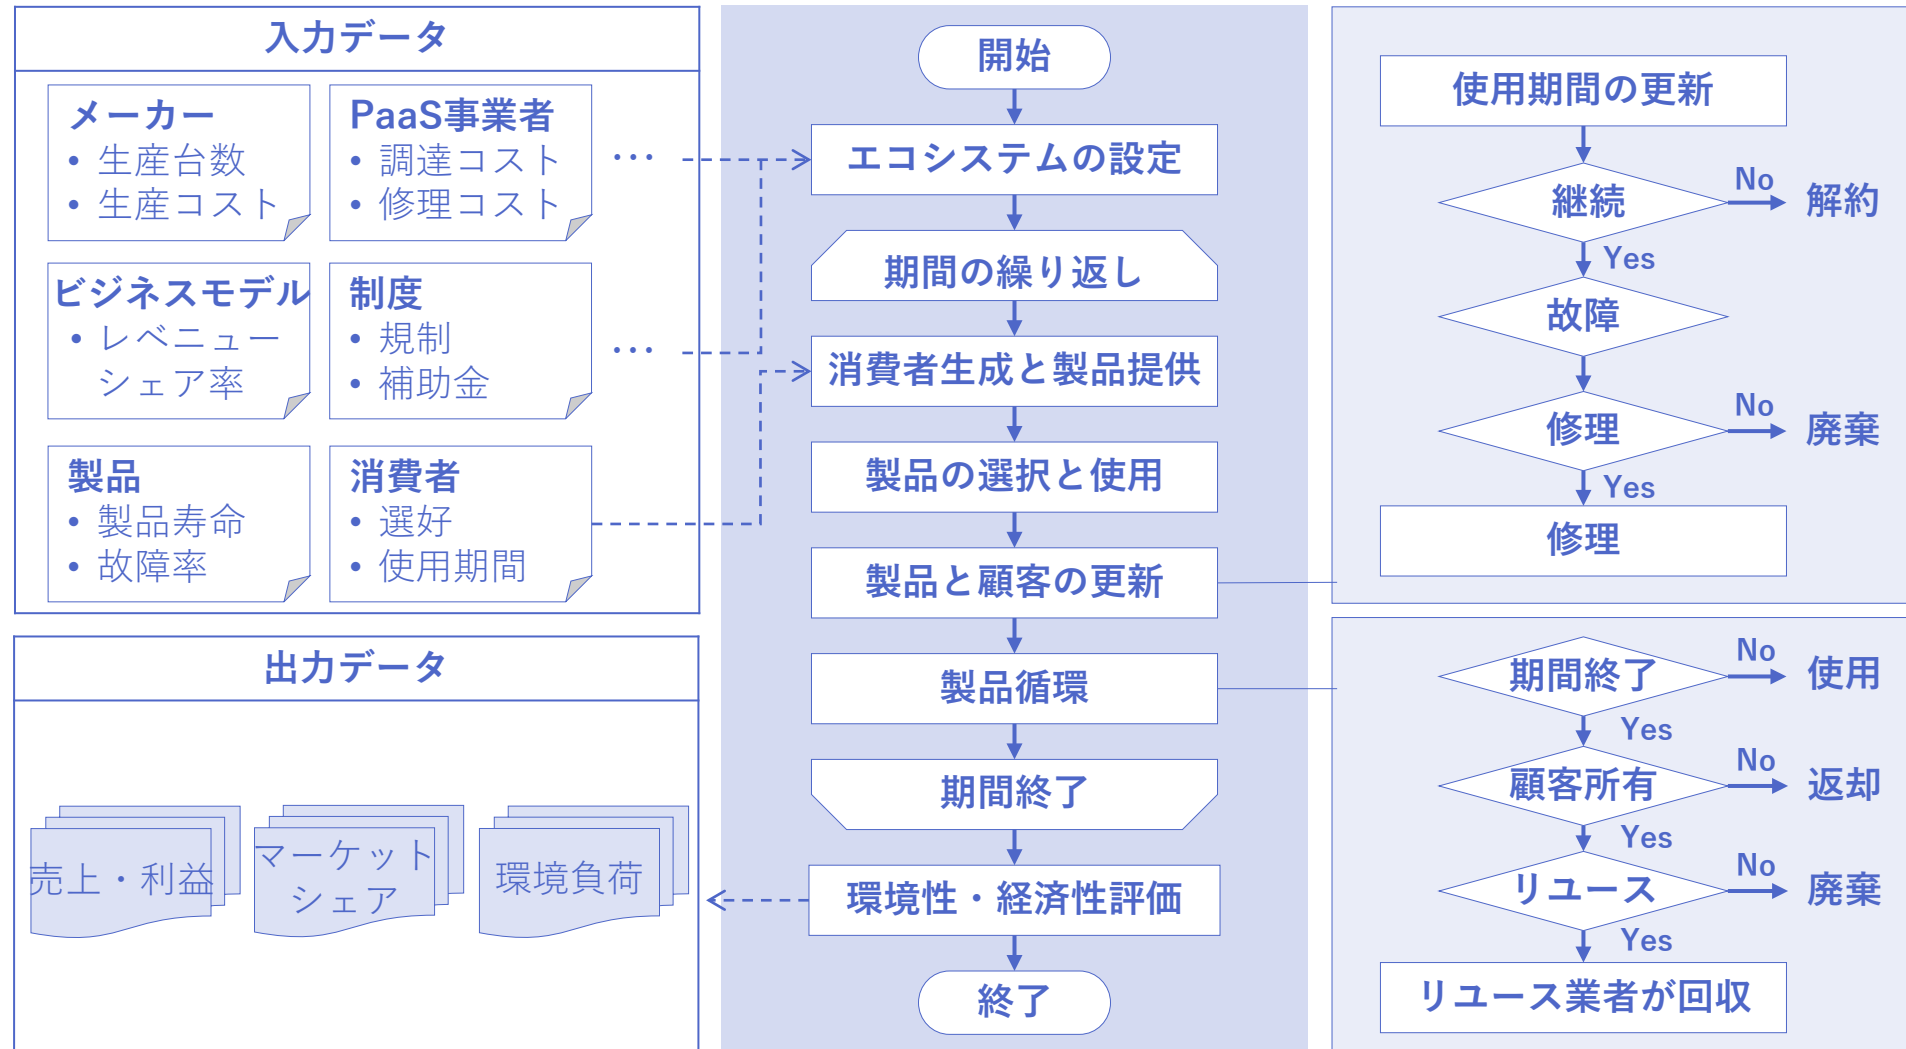 入力データ
メーカー
• 生産台数
• 生産コスト
PaaS事業者
• 調達コスト
• 修理コスト
…
ビジネスモデル
• レベニュー
シェア率
制度
• 規制
• 補助金
…
製品
• 製品寿命
• 故障率
消費者
• 選好
• 使用期間
出力データ
売上・利益
マーケット
シェア
環境負荷
開始
エコシステムの設定
期間の繰り返し
消費者生成と製品提供
製品の選択と使用
製品と顧客の更新
製品循環
期間終了
環境性・経済性評価
終了
使用期間の更新
継続
No
解約
Yes
故障
修理
No
廃棄
Yes
修理
期間終了
No
使用
Yes
顧客所有
No
返却
Yes
リユース
No
廃棄
Yes
リユース業者が回収